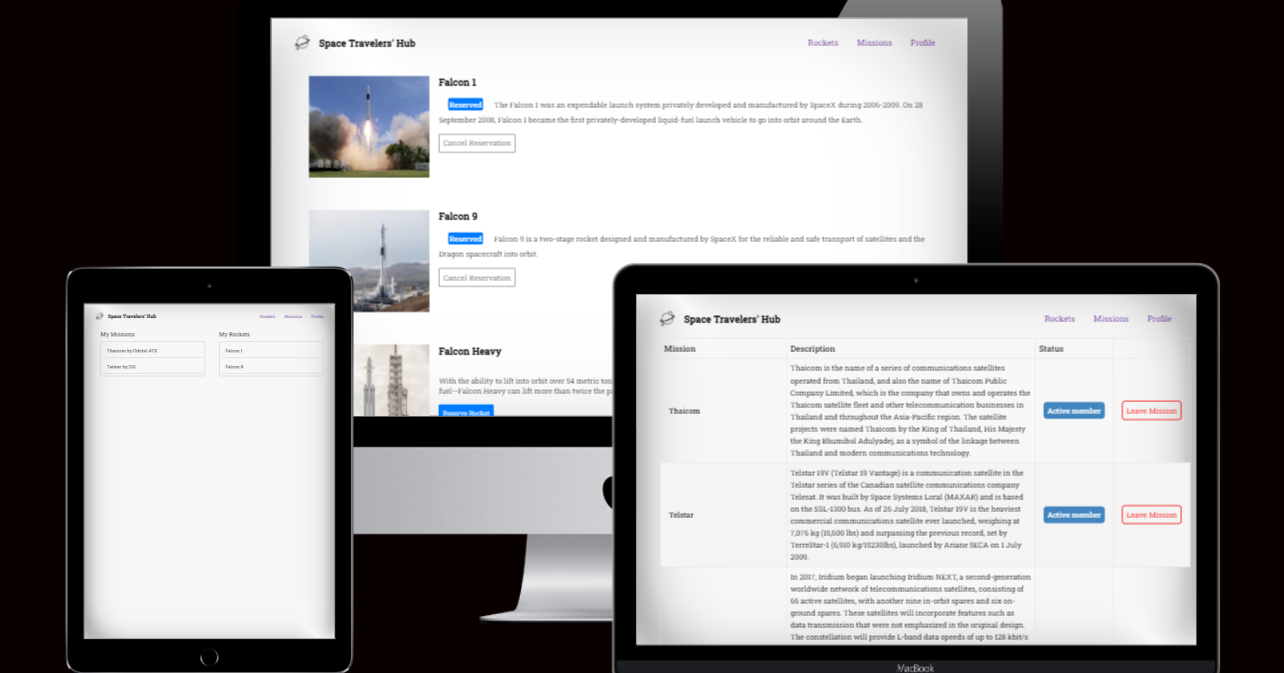 Space Travelers' Hub
Rockets Missions Profile
Falcon 1
Reserved The Falcon 1 was an expendable launch system privately developed and manufactured by SpaceX during 2006-2009. On 28
September 2008, Falcon 1 became the first privately-developed liquid-fuel launch vehicle to go into orbit around the Earth.
Cancel Reservation
Falcon 9
Reserved Falcon 9 is a two-stage rocket designed and manufactured by SpaceX for the reliable and safe transport of satellites and the
Dragon spacecraft into orbit.
Cancel Reservation
Falcon Heavy
With the ability to lift into orbit over 54 metric
fuel--Falcon Heavy can lift more than twice the
Reserve Rocket
Space Travelers' Hub
Rockets Missions Profile
My Missions My Rockets
Thaicom by Orbital ATK Falcon 1
Telstar by SSL Falcon 9
Space Travelers' Hub
Rockets Missions Profile
Mission Description Status
Thaicom is the name of a series of communications satellites
operated from Thailand, and also the name of Thaicom Public
Company Limited, which is the company that owns and operates the
Thaicom satellite fleet and other telecommunication businesses in
Thaicom Thailand and throughout the Asia-Pacific region. The satellite Active member Leave Mission
projects were named Thaicom by the King of Thailand, His Majesty
the King Bhumibol Adulyadej, as a symbol of the linkage between
Thailand and modern communications technology.
Telstar 19V (Telstar 19 Vantage) is a communication satellite in the
Telstar series of the Canadian satellite communications company
Telesat. It was built by Space Systems Loral (MAXAR) and is based
Telstar on the SSL-1300 bus. As of 26 July 2018, Telstar 19V is the heaviest Active member Leave Mission
commercial communications satellite ever launched, weighing at
7,076 kg (15,600 lbs) and surpassing the previous record, set by
TerreStar-1 (6,910 kg/15230lbs), launched by Ariane 5ECA on 1 July
2009.
In 2017, Iridium began launching Iridium NEXT, a second-generation
worldwide network of telecommunications satellites, consisting of
66 active satellites, with another nine in-orbit spares and six on-
ground spares. These satellites will incorporate features such as
data transmission that were not emphasized in the original design.
The constellation will provide L-band data speeds of up to 128 kbit/s
MacBook